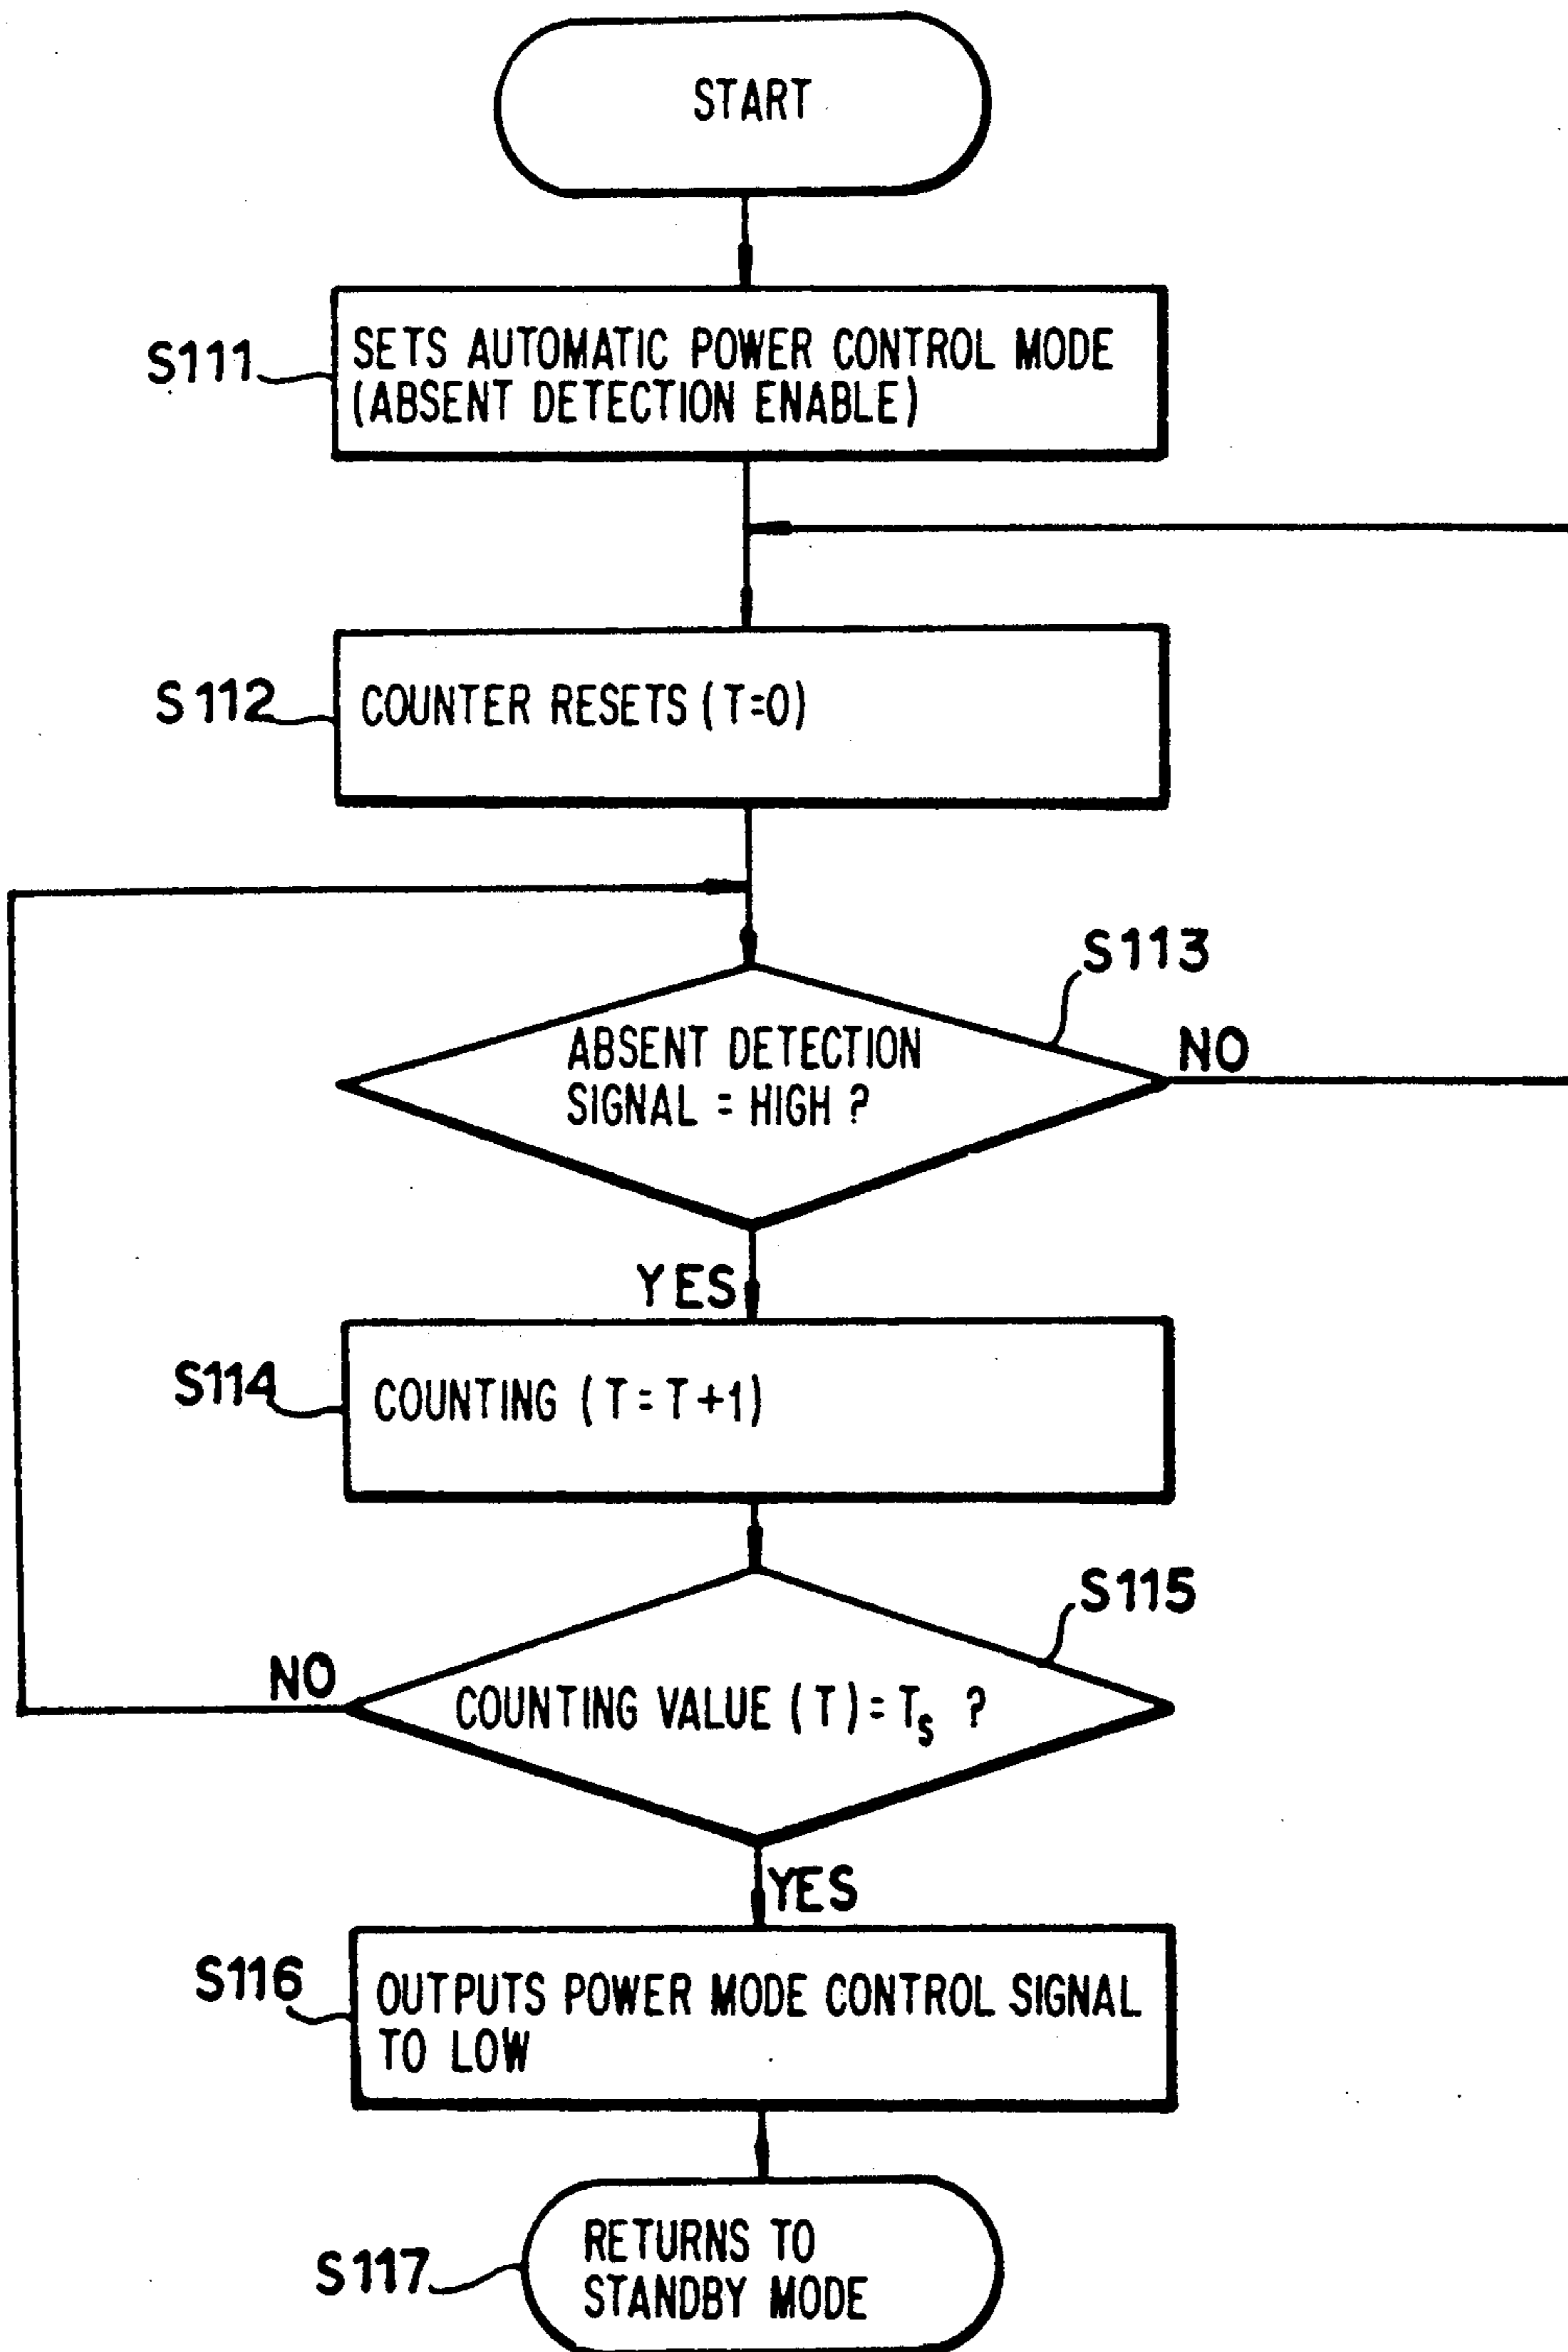 START
S111
SETS AUTOMATIC POWER CONTROL MODE
(ABSENT DETECTION ENABLE)
S112
COUNTER RESETS (T=0)
S113
ABSENT DETECTION
SIGNAL = HIGH ?
NO
YES
S114
COUNTING (T=T+1)
S115
NO
COUNTING VALUE (T)=Ts ?
YES
S116
OUTPUTS POWER MODE CONTROL SIGNAL
TO LOW
S117
RETURNS TO
STANDBY MODE